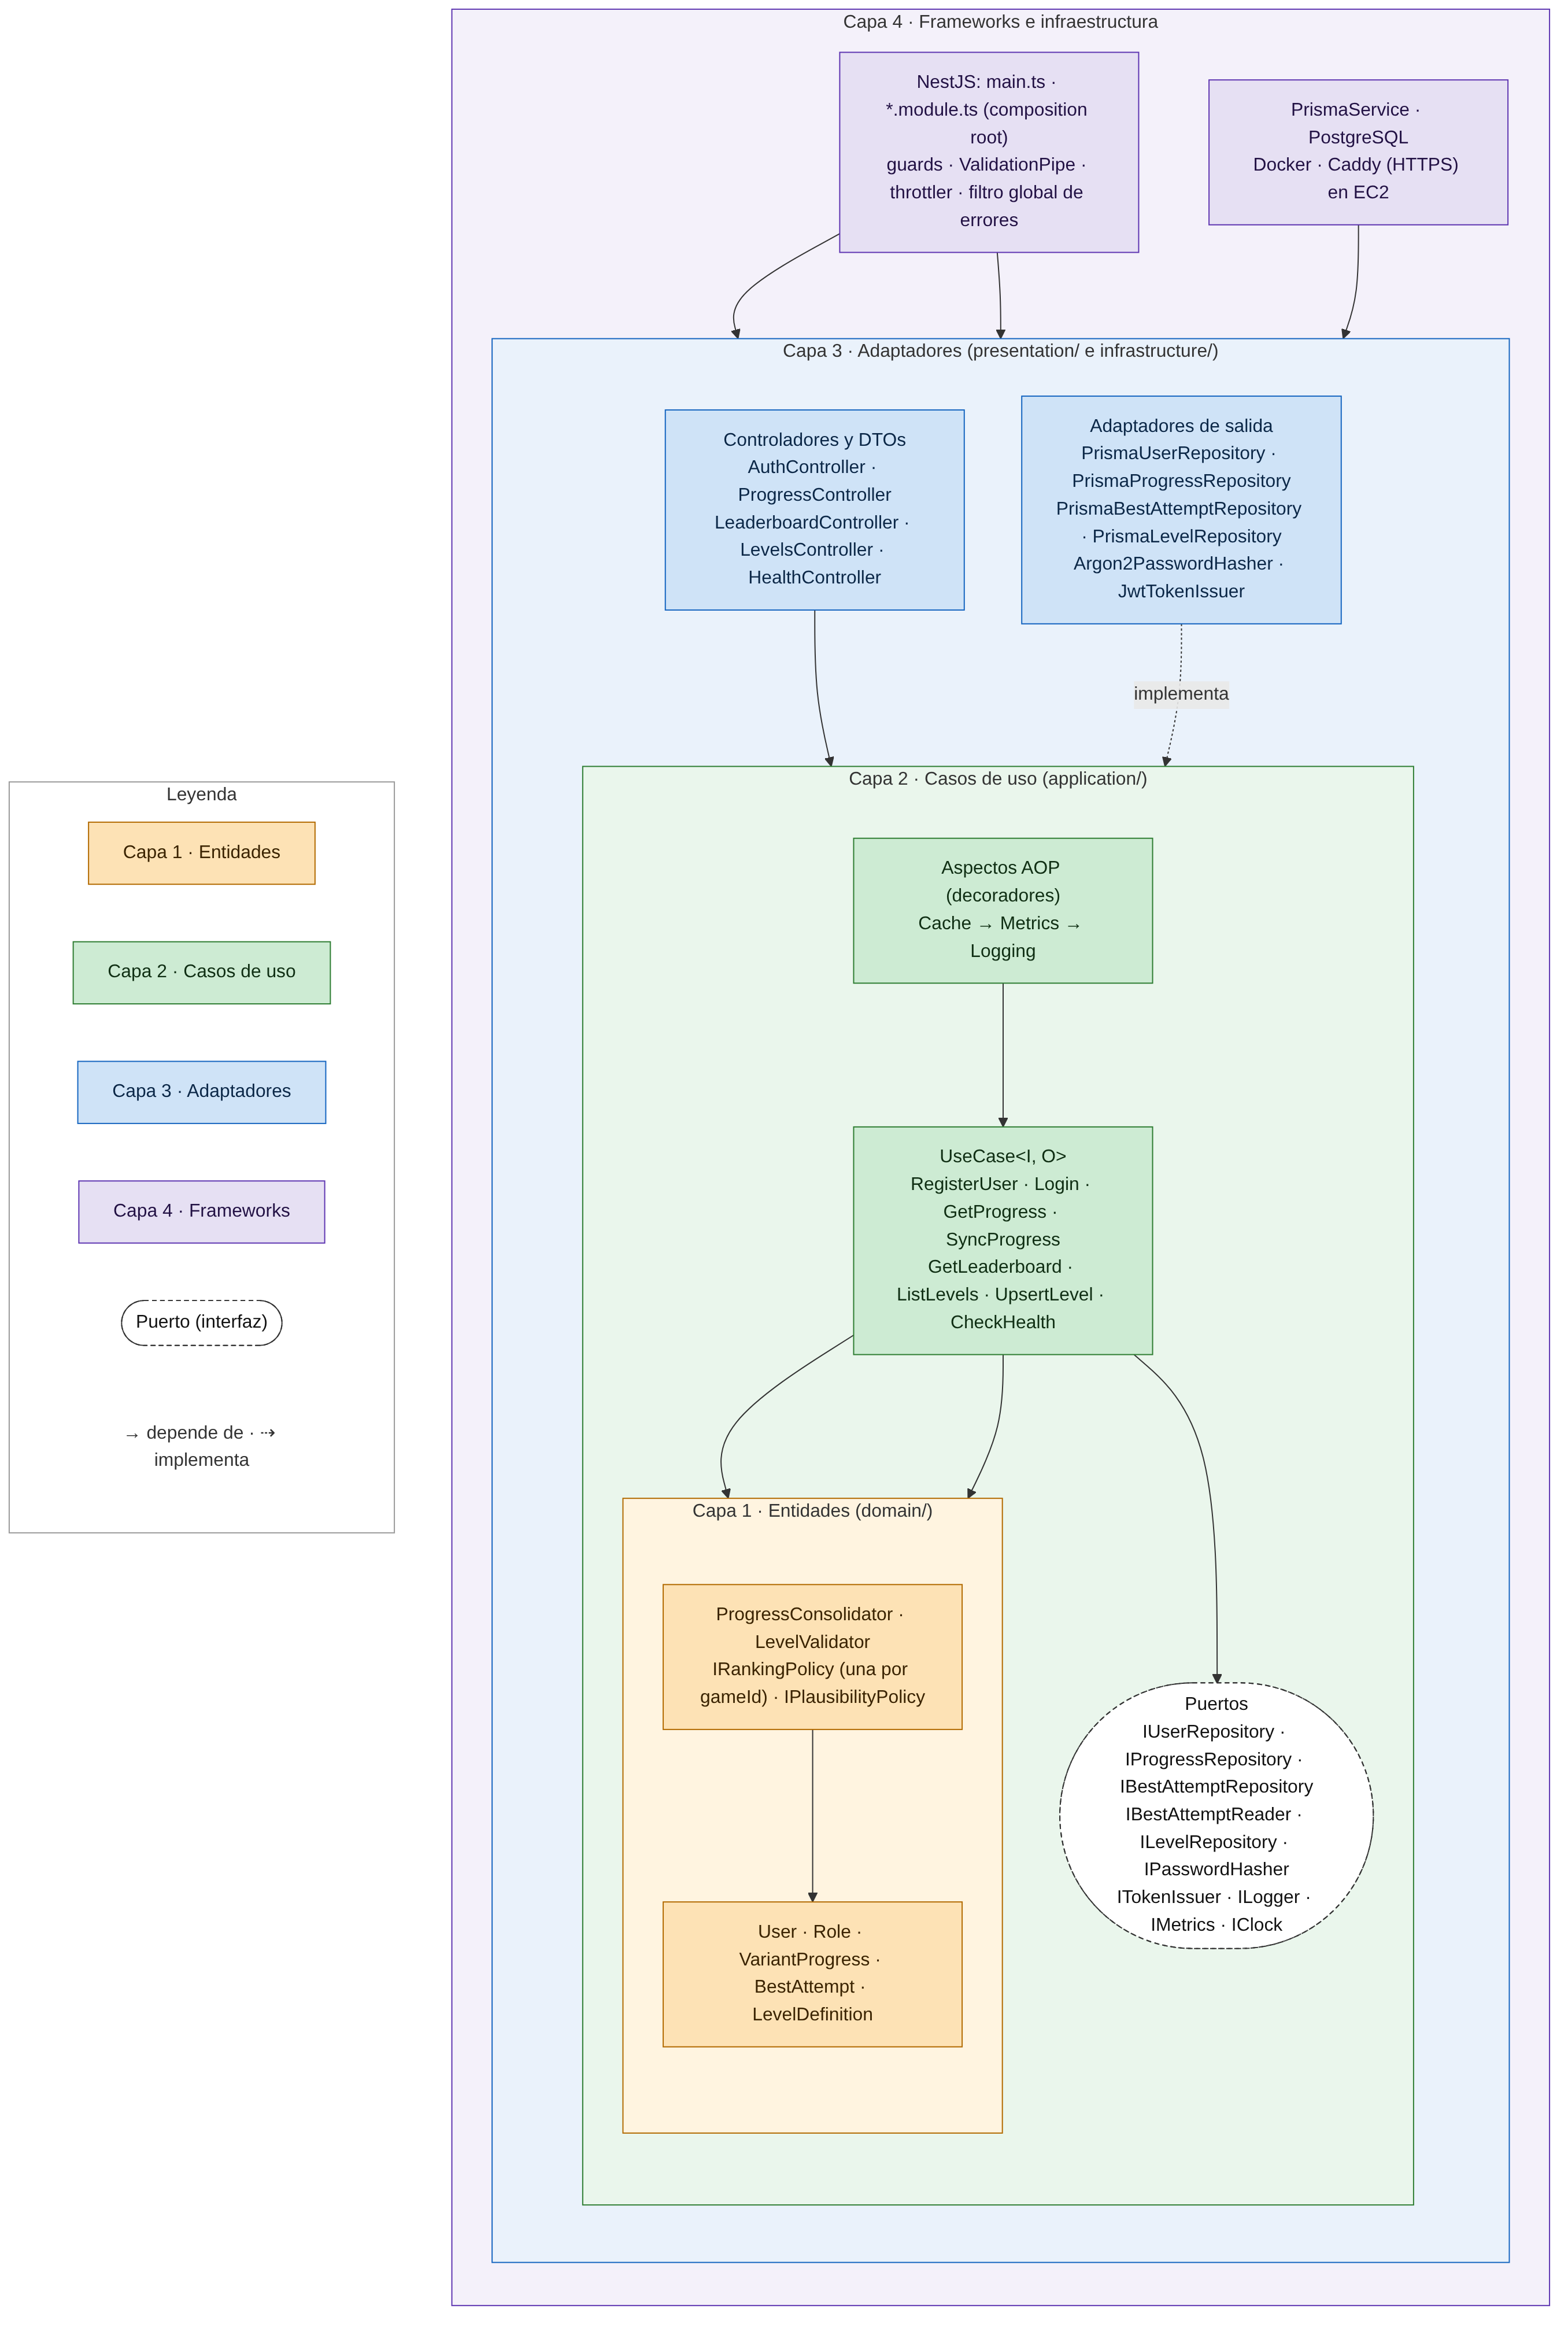 Capa 4 · Frameworks e infraestructura
NestJS: main.ts ·
*.module.ts (composition
root)
guards · ValidationPipe ·
throttler · filtro global de
errores
PrismaService ·
PostgreSQL
Docker · Caddy (HTTPS)
en EC2
Capa 3 · Adaptadores (presentation/ e infrastructure/)
Controladores y DTOs
AuthController ·
ProgressController
LeaderboardController ·
LevelsController ·
HealthController
Adaptadores de salida
PrismaUserRepository ·
PrismaProgressRepository
PrismaBestAttemptRepository
· PrismaLevelRepository
Argon2PasswordHasher ·
JwtTokenIssuer
implementa
Capa 2 · Casos de uso (application/)
Aspectos AOP
(decoradores)
Cache → Metrics →
Logging
UseCase<I, O>
RegisterUser · Login ·
GetProgress ·
SyncProgress
GetLeaderboard ·
ListLevels · UpsertLevel ·
CheckHealth
Capa 1 · Entidades (domain/)
ProgressConsolidator ·
LevelValidator
IRankingPolicy (una por
gameId) · IPlausibilityPolicy
User · Role ·
VariantProgress ·
BestAttempt ·
LevelDefinition
Puertos
IUserRepository ·
IProgressRepository ·
IBestAttemptRepository
IBestAttemptReader ·
ILevelRepository ·
IPasswordHasher
ITokenIssuer · ILogger ·
IMetrics · IClock
Leyenda
Capa 1 · Entidades
Capa 2 · Casos de uso
Capa 3 · Adaptadores
Capa 4 · Frameworks
Puerto (interfaz)
→ depende de · ⇢
implementa